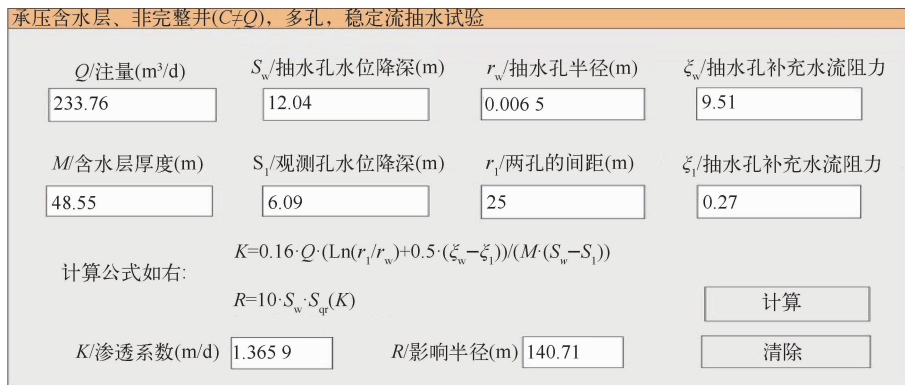 承压含水层、非完整井(C≠Q)，多孔，稳定流抽水试验
Q/注量(m³/d) S_w/抽水孔水位降深(m) r_w/抽水孔半径(m) ξ_w/抽水孔补充水流阻力
233.76 12.04 0.006 5 9.51
M/含水层厚度(m) S₁/观测孔水位降深(m) r₁/两孔的间距(m) ξ₁/抽水孔补充水流阻力
48.55 6.09 25 0.27
K=0.16·Q·(Ln(r₁/r_w)+0.5·(ξ_w−ξ₁))/(M·(S_w−S₁))
计算公式如右:
R=10·S_w·S_qr(K)
计算
K/渗透系数(m/d) 1.365 9 R/影响半径(m) 140.71 清除